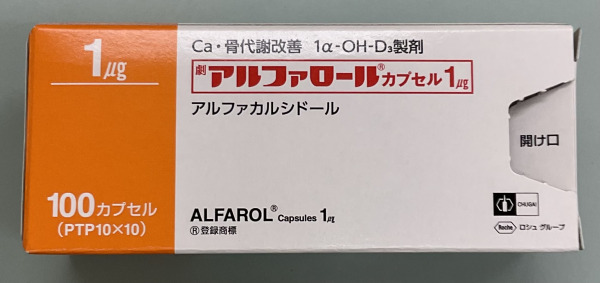 1㎍
100カプセル
(PTP10×10)
Ca・骨代謝改善 1α-OH-D₃製剤
劇 アルファロール®カプセル1㎍
アルファカルシドール
ALFAROL® Capsules 1㎍
®登録商標
開け口
CHUGAI
Roche ロシュ グループ